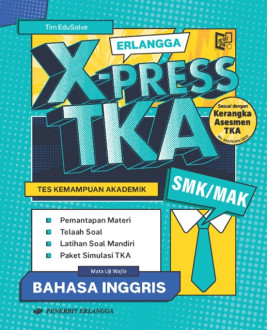 Tim EduSolve
ERLANGGA
X-PRESS
TKA
Sesuai dengan
Kerangka
Asesmen
TKA
TES KEMAMPUAN AKADEMIK
SMK/MAK
Pemantapan Materi
Telaah Soal
Latihan Soal Mandiri
Paket Simulasi TKA
Mata Uji Wajib
BAHASA INGGRIS
PENERBIT ERLANGGA